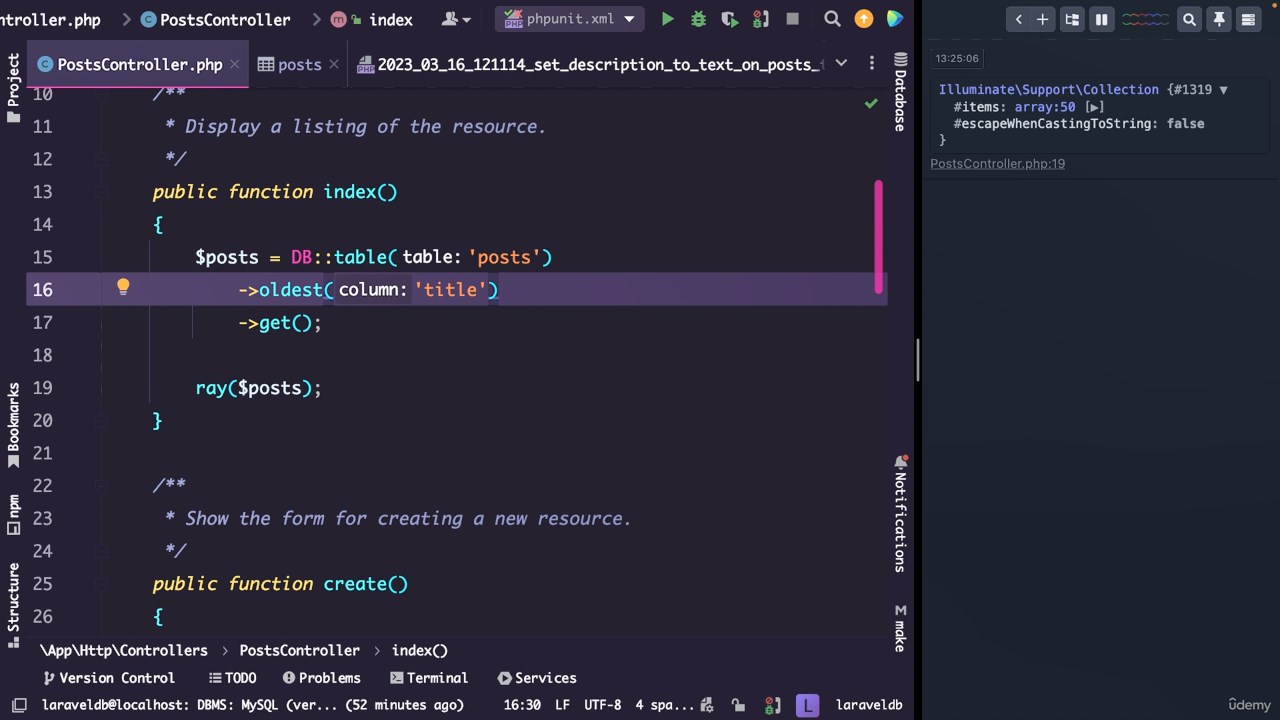 ntroller.php > PostsController > index phpunit.xml
PostsController.php posts 2023_03_16_121114_set_description_to_text_on_posts_
Project
Bookmarks
npm
Structure
10 /**
11 * Display a listing of the resource.
12 */
13 public function index()
14 {
15 $posts = DB::table( table: 'posts')
16 ->oldest( column: 'title')
17 ->get();
18
19 ray($posts);
20 }
21
22 /**
23 * Show the form for creating a new resource.
24 */
25 public function create()
26 {
Database
Notifications
make
\App\Http\Controllers > PostsController > index()
Version Control TODO Problems Terminal Services
laraveldb@localhost: DBMS: MySQL (ver... (52 minutes ago) 16:30 LF UTF-8 4 spa... L laraveldb
13:25:06
Illuminate\Support\Collection {#1319 ▼
#items: array:50 [▶]
#escapeWhenCastingToString: false
}
PostsController.php:19
ûdemy